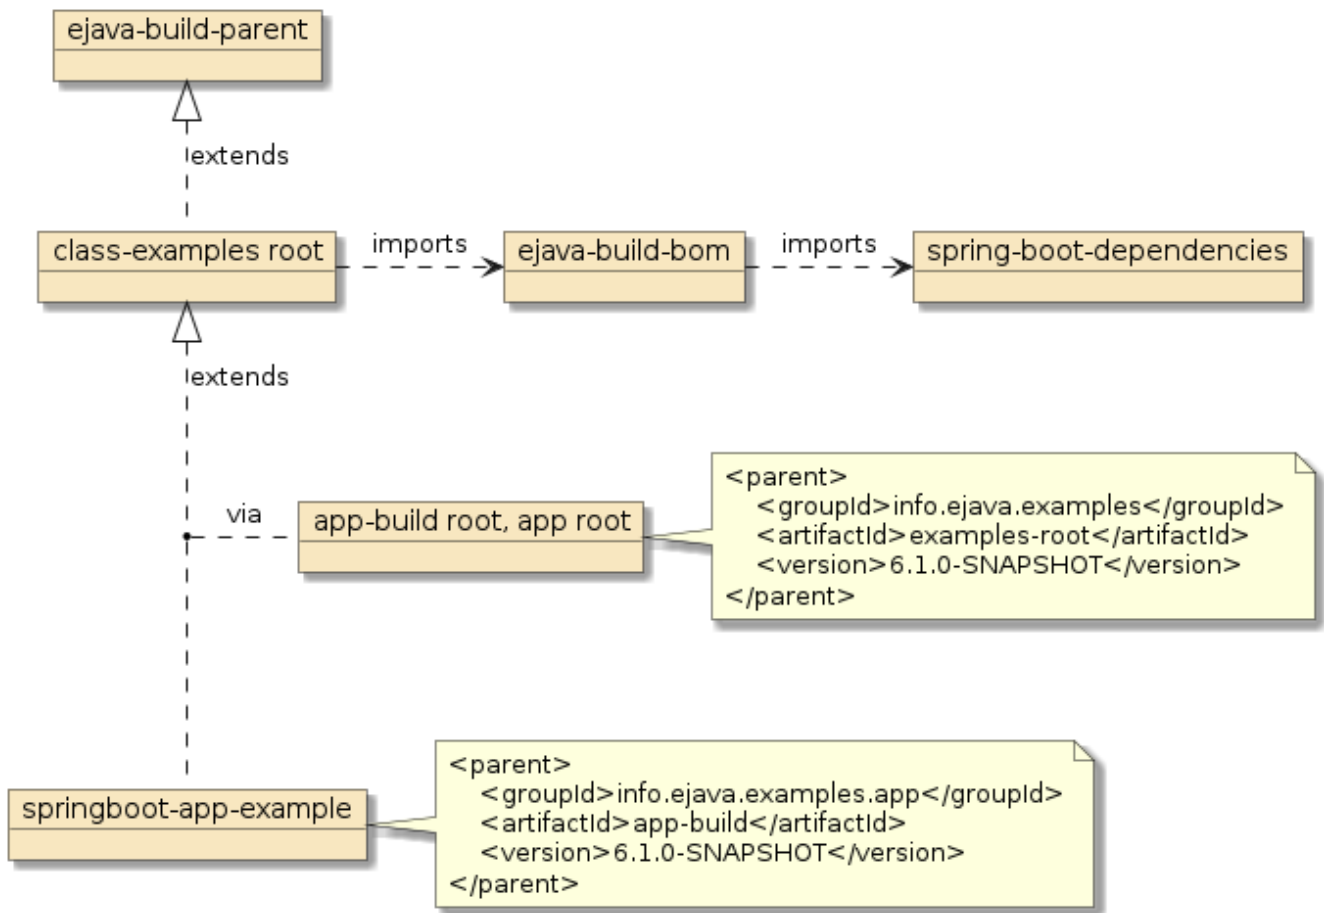 ejava-build-parent
extends
class-examples root
imports
ejava-build-bom
imports
spring-boot-dependencies
extends
via
app-build root, app root
<parent>
<groupId>info.ejava.examples</groupId>
<artifactId>examples-root</artifactId>
<version>6.1.0-SNAPSHOT</version>
</parent>
springboot-app-example
<parent>
<groupId>info.ejava.examples.app</groupId>
<artifactId>app-build</artifactId>
<version>6.1.0-SNAPSHOT</version>
</parent>